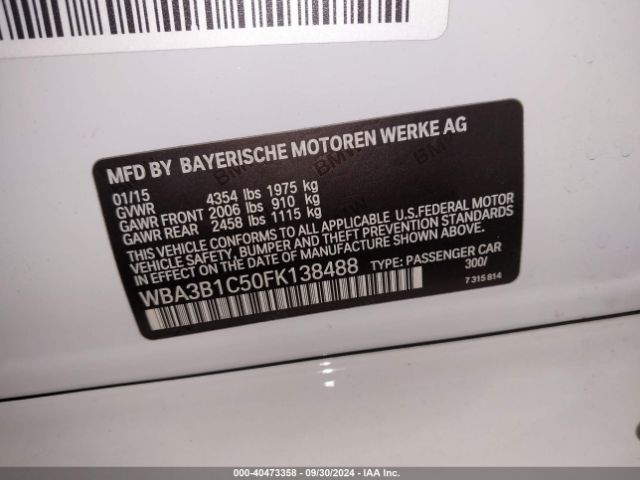 MFD BY BAYERISCHE MOTOREN WERKE AG
01/15
GVWR 4354 lbs 1975 kg
GAWR FRONT 2006 lbs 910 kg
GAWR REAR 2458 lbs 1115 kg
THIS VEHICLE CONFORMS TO ALL APPLICABLE U.S.FEDERAL MOTOR
VEHICLE SAFETY, BUMPER AND THEFT PREVENTION STANDARDS
IN EFFECT ON THE DATE OF MANUFACTURE SHOWN ABOVE.
WBA3B1C50FK138488 TYPE: PASSENGER CAR
300/
7 315 814
000-40473358 - 09/30/2024 - IAA Inc.